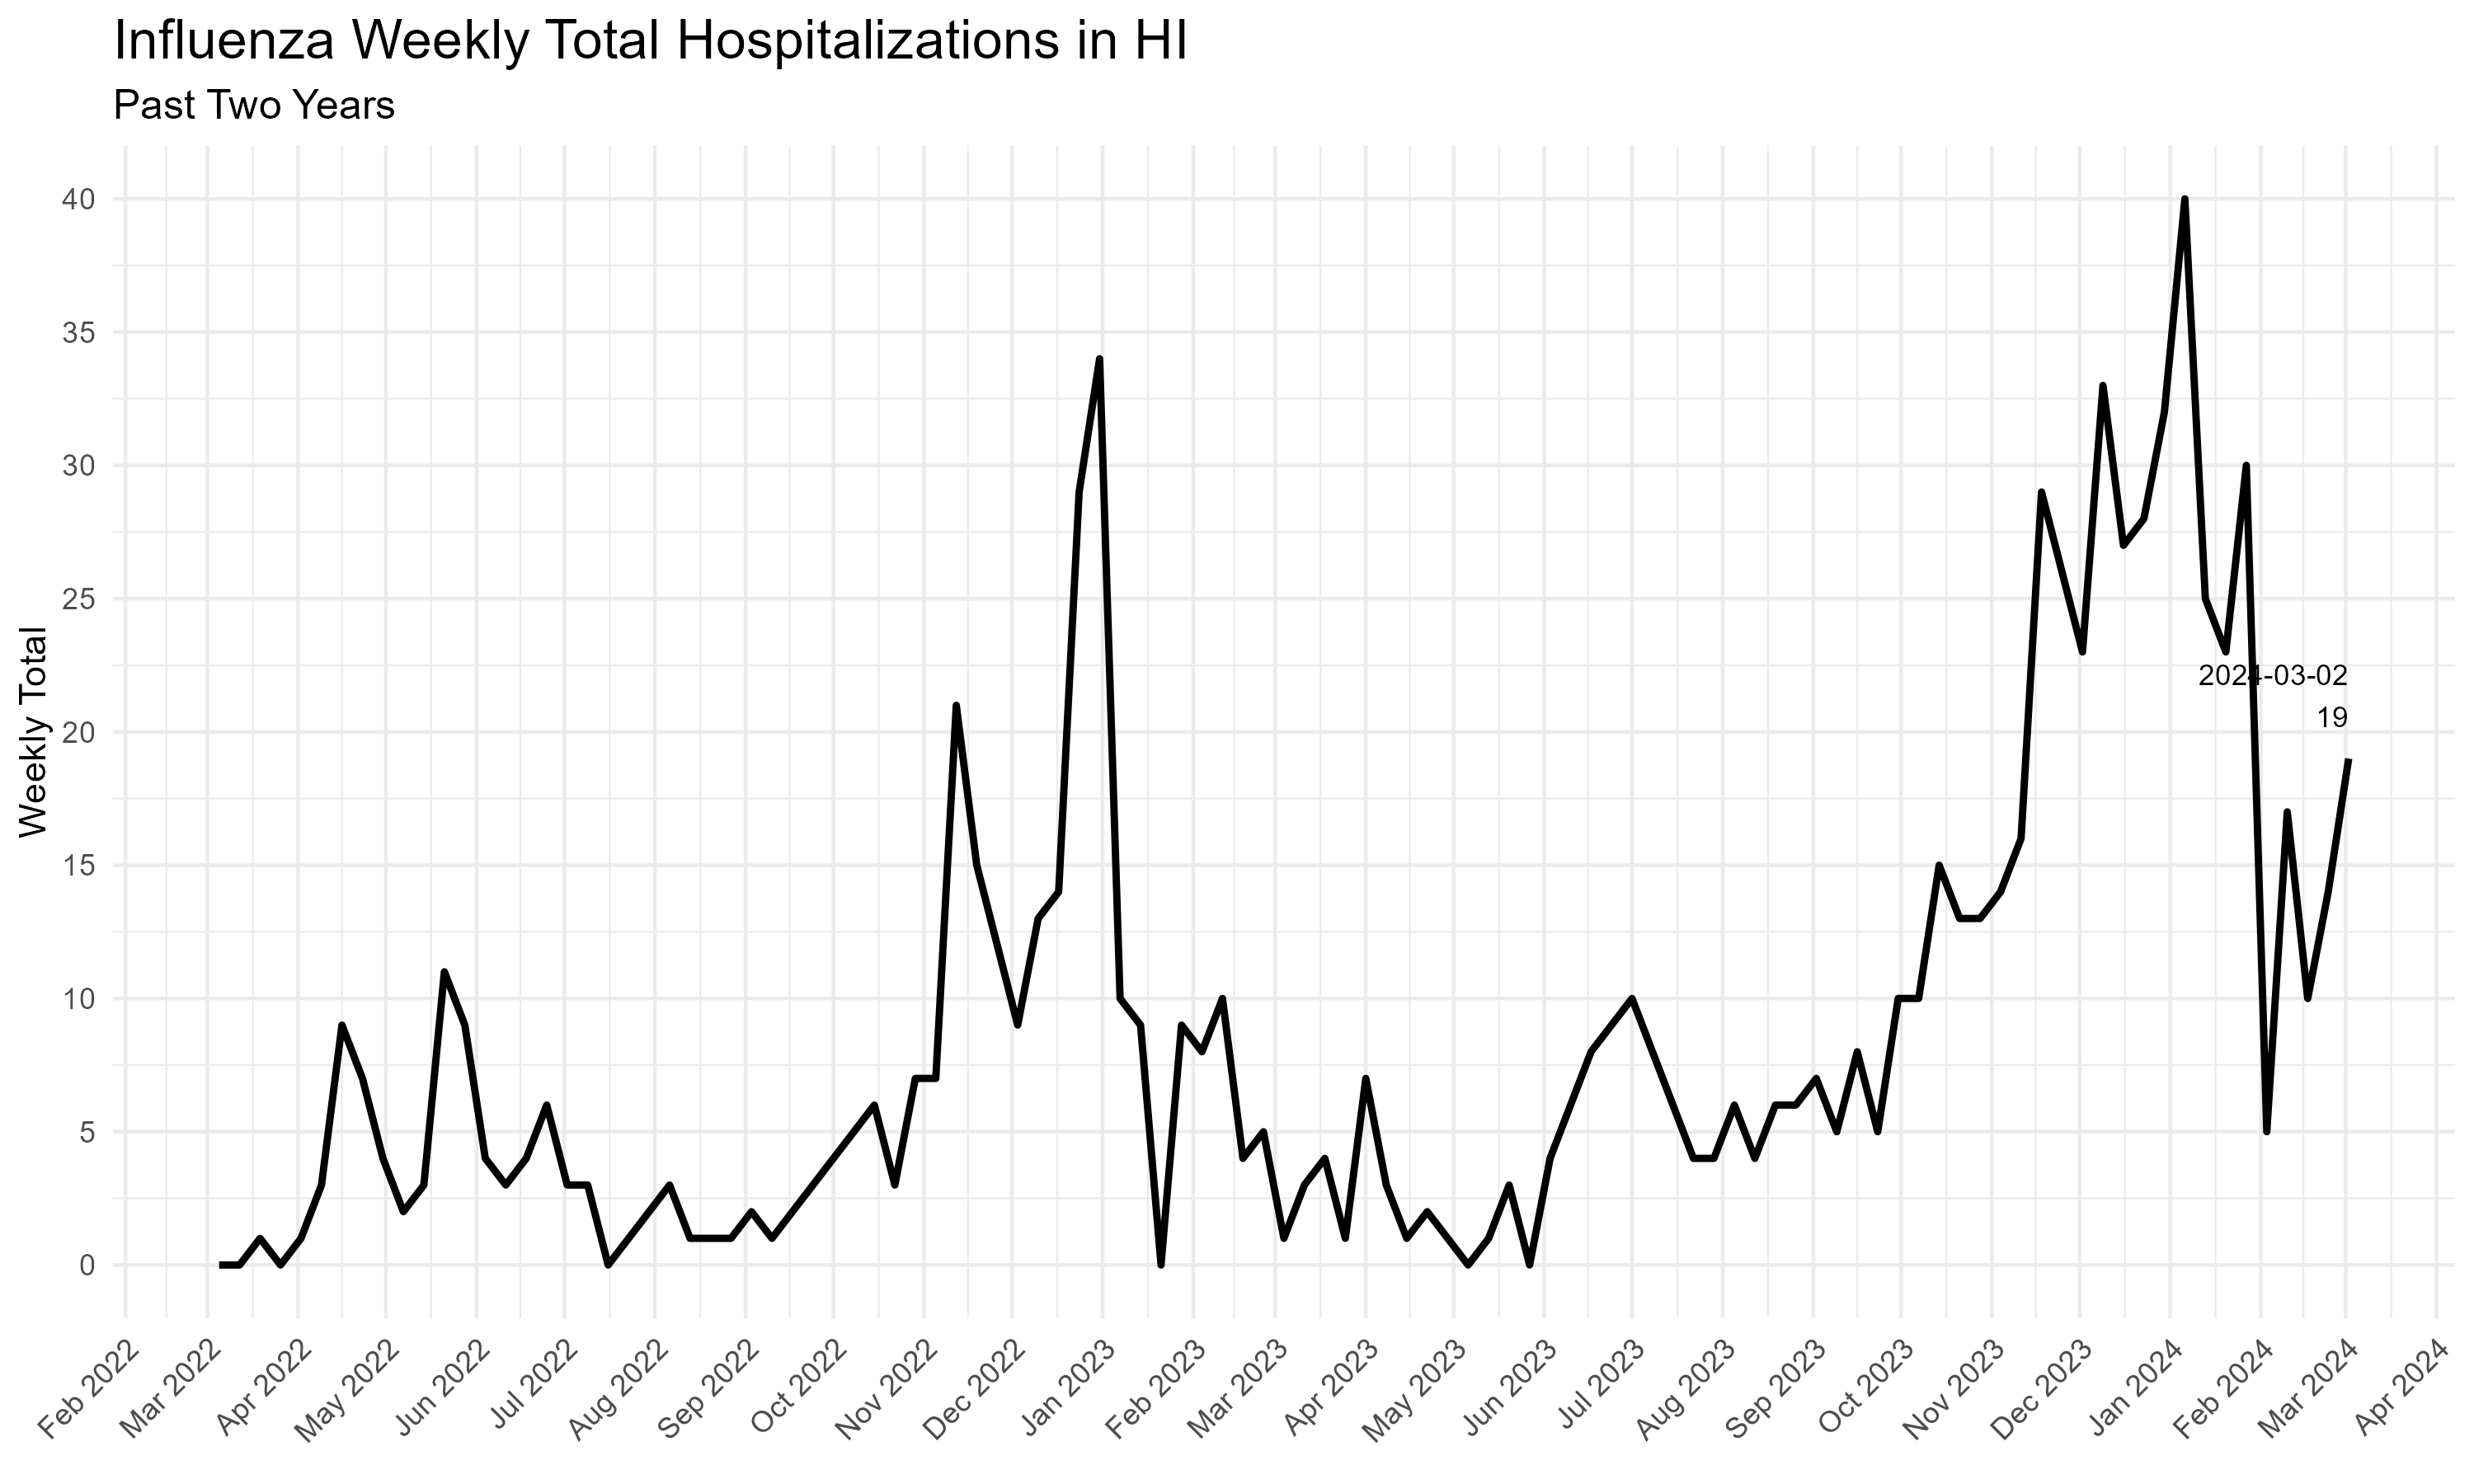 Influenza Weekly Total Hospitalizations in HI
Past Two Years
Weekly Total
40
35
30
25
20
15
10
5
0
2024-03-02
19
Feb 2022
Mar 2022
Apr 2022
May 2022
Jun 2022
Jul 2022
Aug 2022
Sep 2022
Oct 2022
Nov 2022
Dec 2022
Jan 2023
Feb 2023
Mar 2023
Apr 2023
May 2023
Jun 2023
Jul 2023
Aug 2023
Sep 2023
Oct 2023
Nov 2023
Dec 2023
Jan 2024
Feb 2024
Mar 2024
Apr 2024